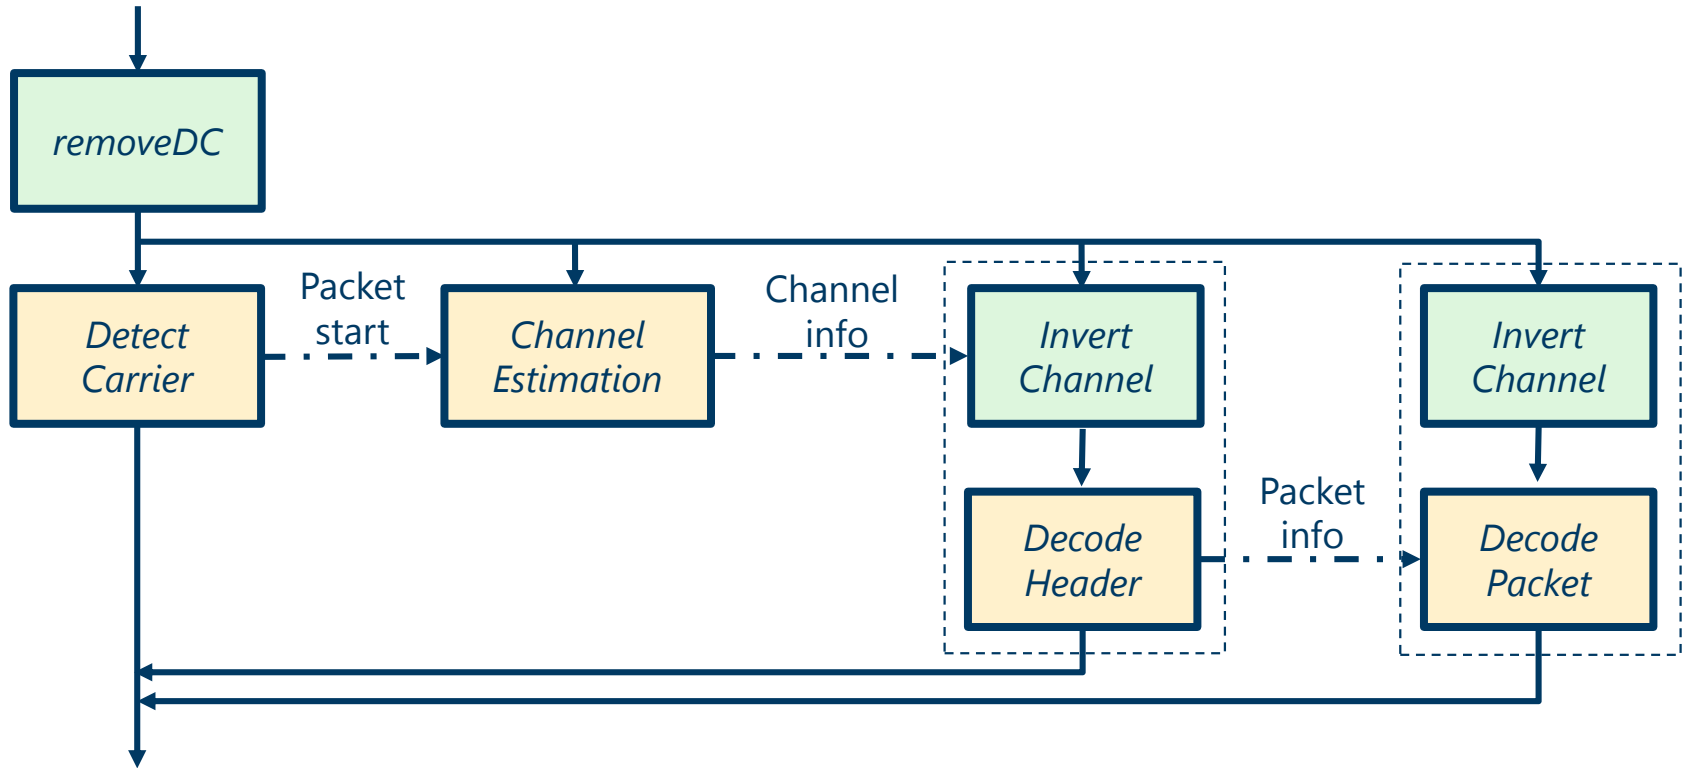 removeDC
Detect
Carrier
Packet
start
Channel
Estimation
Channel
info
Invert
Channel
Invert
Channel
Decode
Header
Packet
info
Decode
Packet